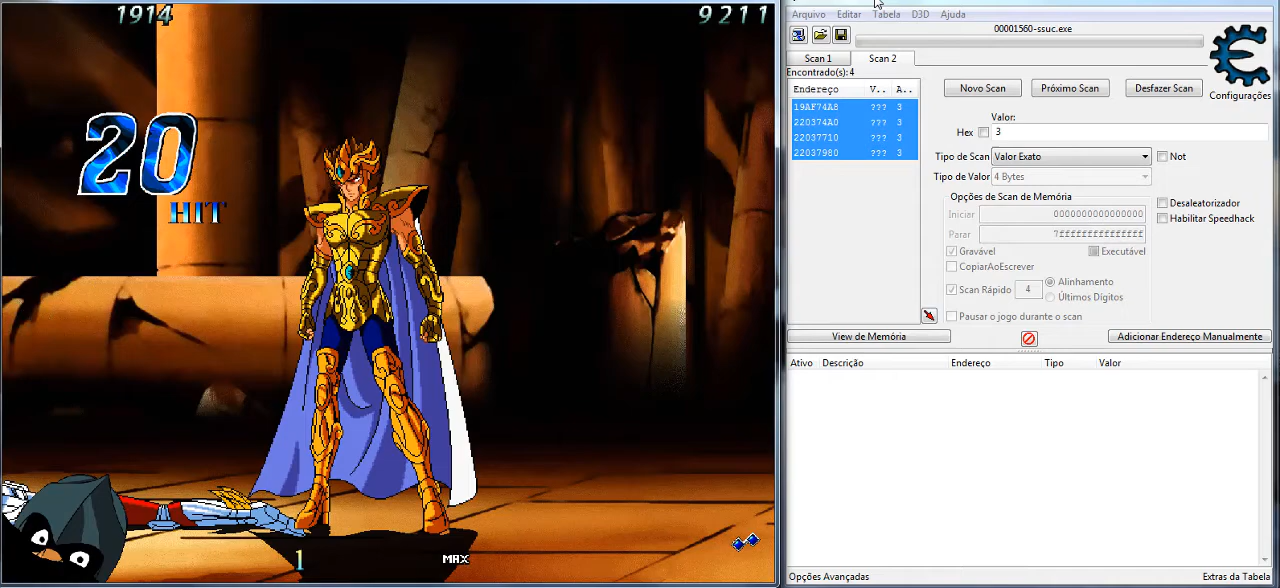 1914
9211
20
HIT
1
MAX
Arquivo Editar Tabela D3D Ajuda
00001560-ssuc.exe
Scan 1 Scan 2
Encontrado(s):4
Endereço V.. A..
19AF74A8 ??? 3
220374A0 ??? 3
22037710 ??? 3
22037980 ??? 3
Novo Scan Próximo Scan Desfazer Scan
Configurações
Valor:
Hex 3
Tipo de Scan Valor Exato Not
Tipo de Valor 4 Bytes
Opções de Scan de Memória
Iniciar 0000000000000000
Parar 7fffffffffffffff
Gravável Executável
CopiarAoEscrever
Scan Rápido 4 Alinhamento
Últimos Dígitos
Pausar o jogo durante o scan
Desaleatorizador
Habilitar Speedhack
View de Memória Adicionar Endereço Manualmente
Ativo Descrição Endereço Tipo Valor
Opções Avançadas Extras da Tabela